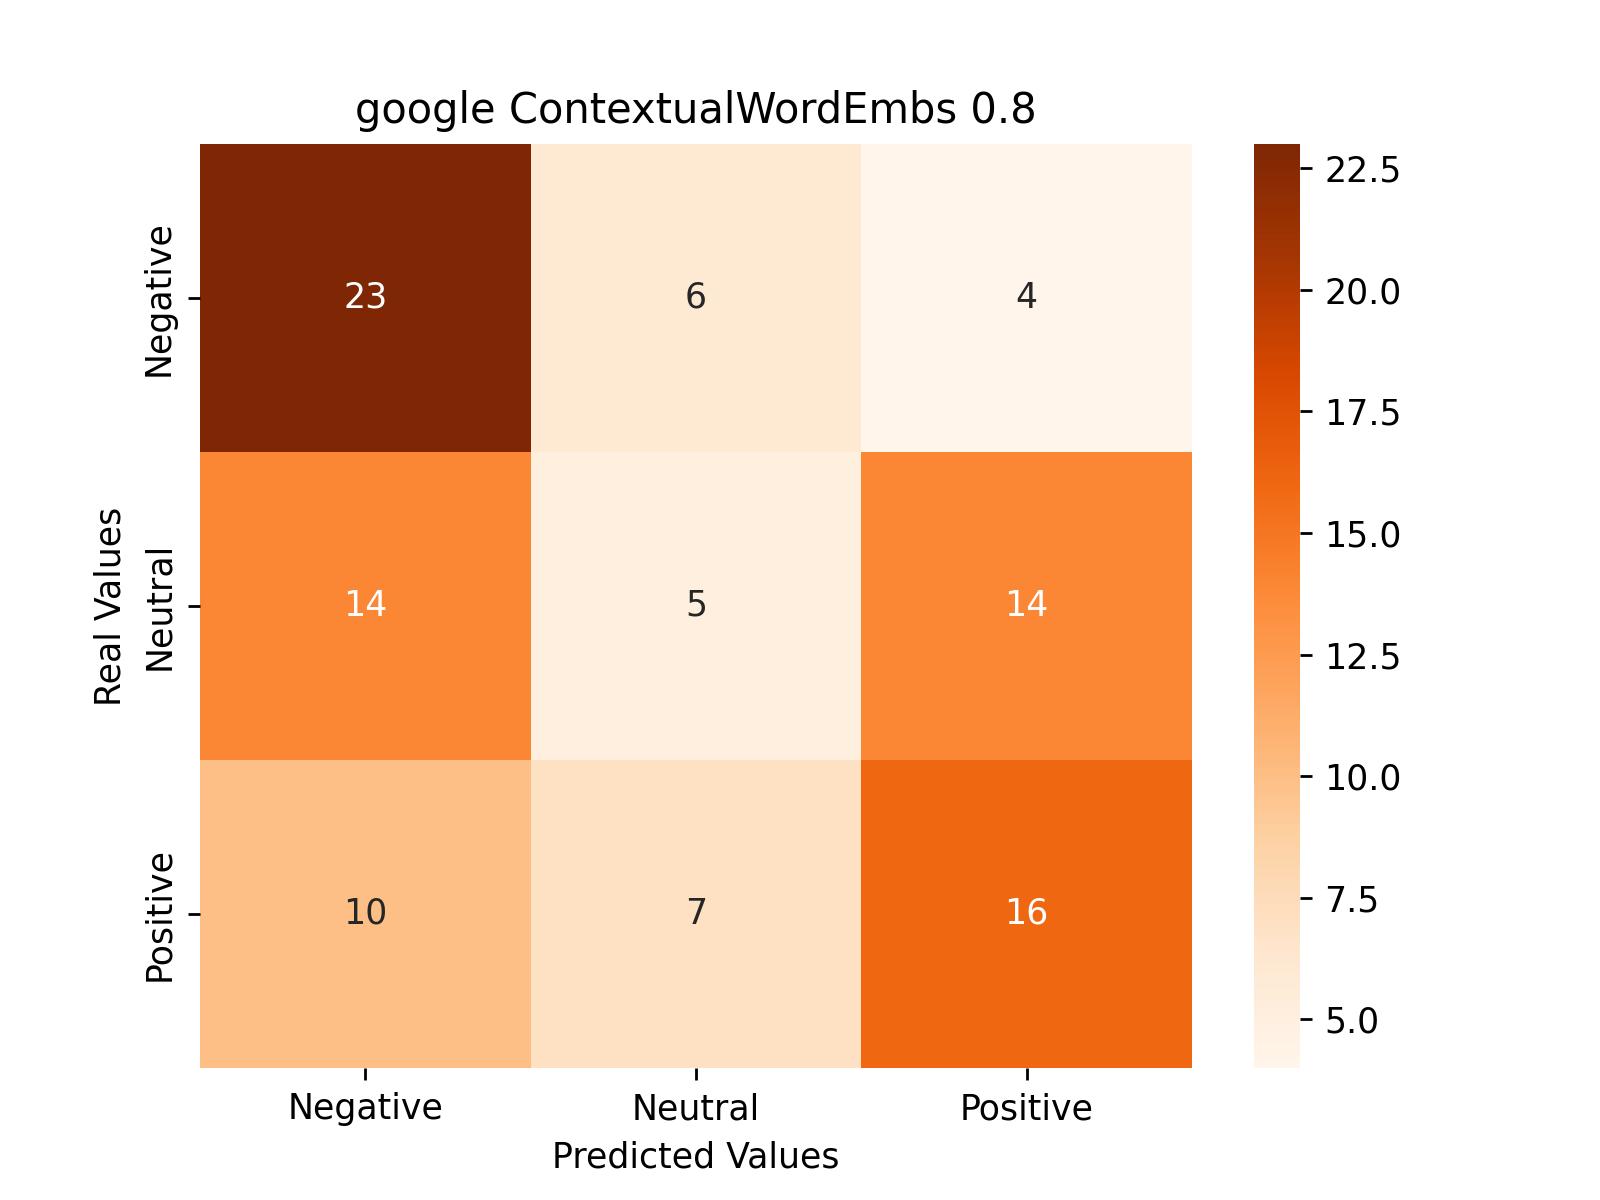 google ContextualWordEmbs 0.8
Real Values
Negative
23
6
4
Neutral
14
5
14
Positive
10
7
16
Negative
Neutral
Positive
Predicted Values
22.5
20.0
17.5
15.0
12.5
10.0
7.5
5.0